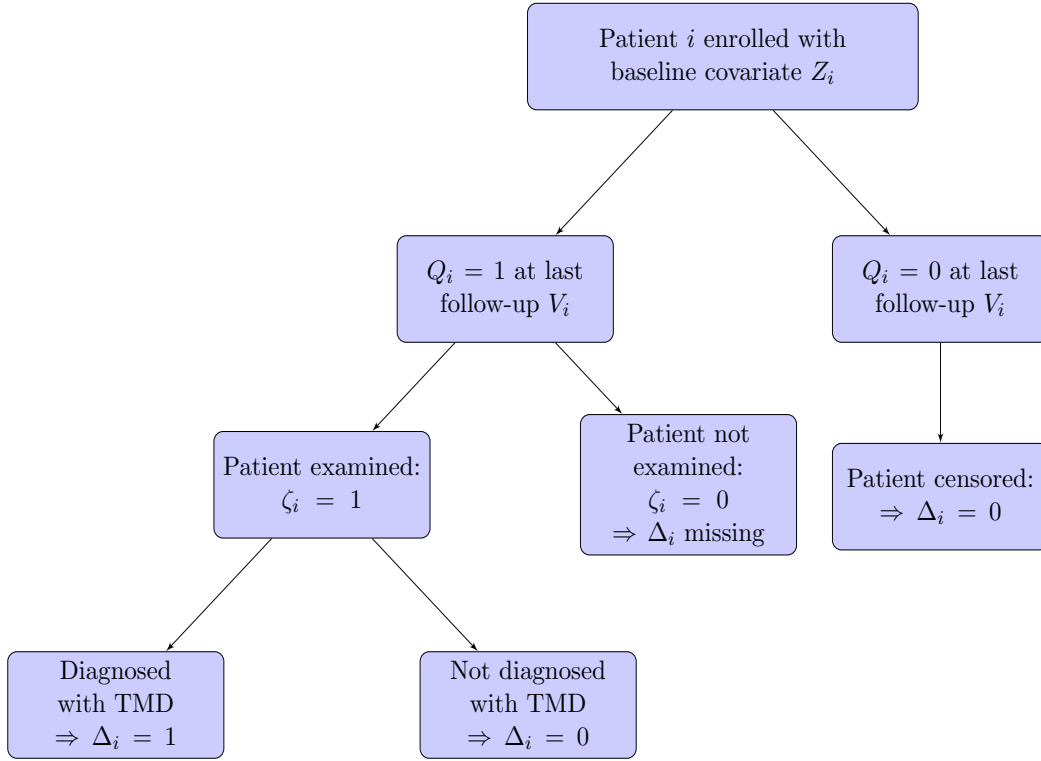 Patient i enrolled with
baseline covariate Z_i
Q_i = 1 at last
follow-up V_i
Q_i = 0 at last
follow-up V_i
Patient examined:
ζ_i = 1
Patient not
examined:
ζ_i = 0
⇒ Δ_i missing
Patient censored:
⇒ Δ_i = 0
Diagnosed
with TMD
⇒ Δ_i = 1
Not diagnosed
with TMD
⇒ Δ_i = 0